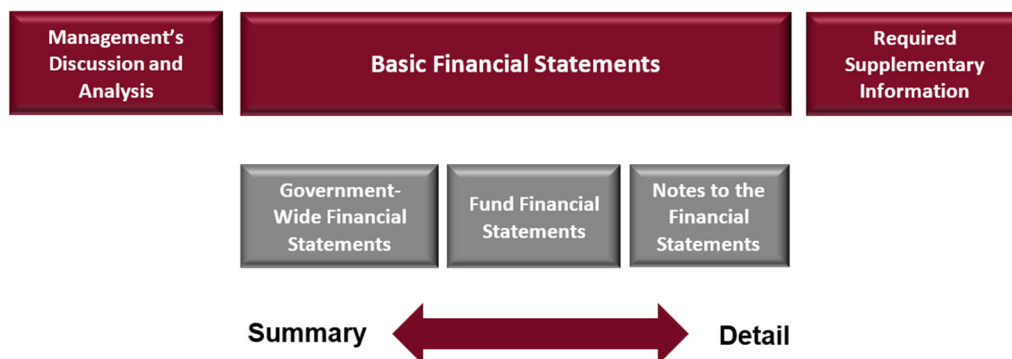 Management’s
Discussion and
Analysis
Basic Financial Statements
Required
Supplementary
Information
Government-
Wide Financial
Statements
Fund Financial
Statements
Notes to the
Financial
Statements
Summary
Detail